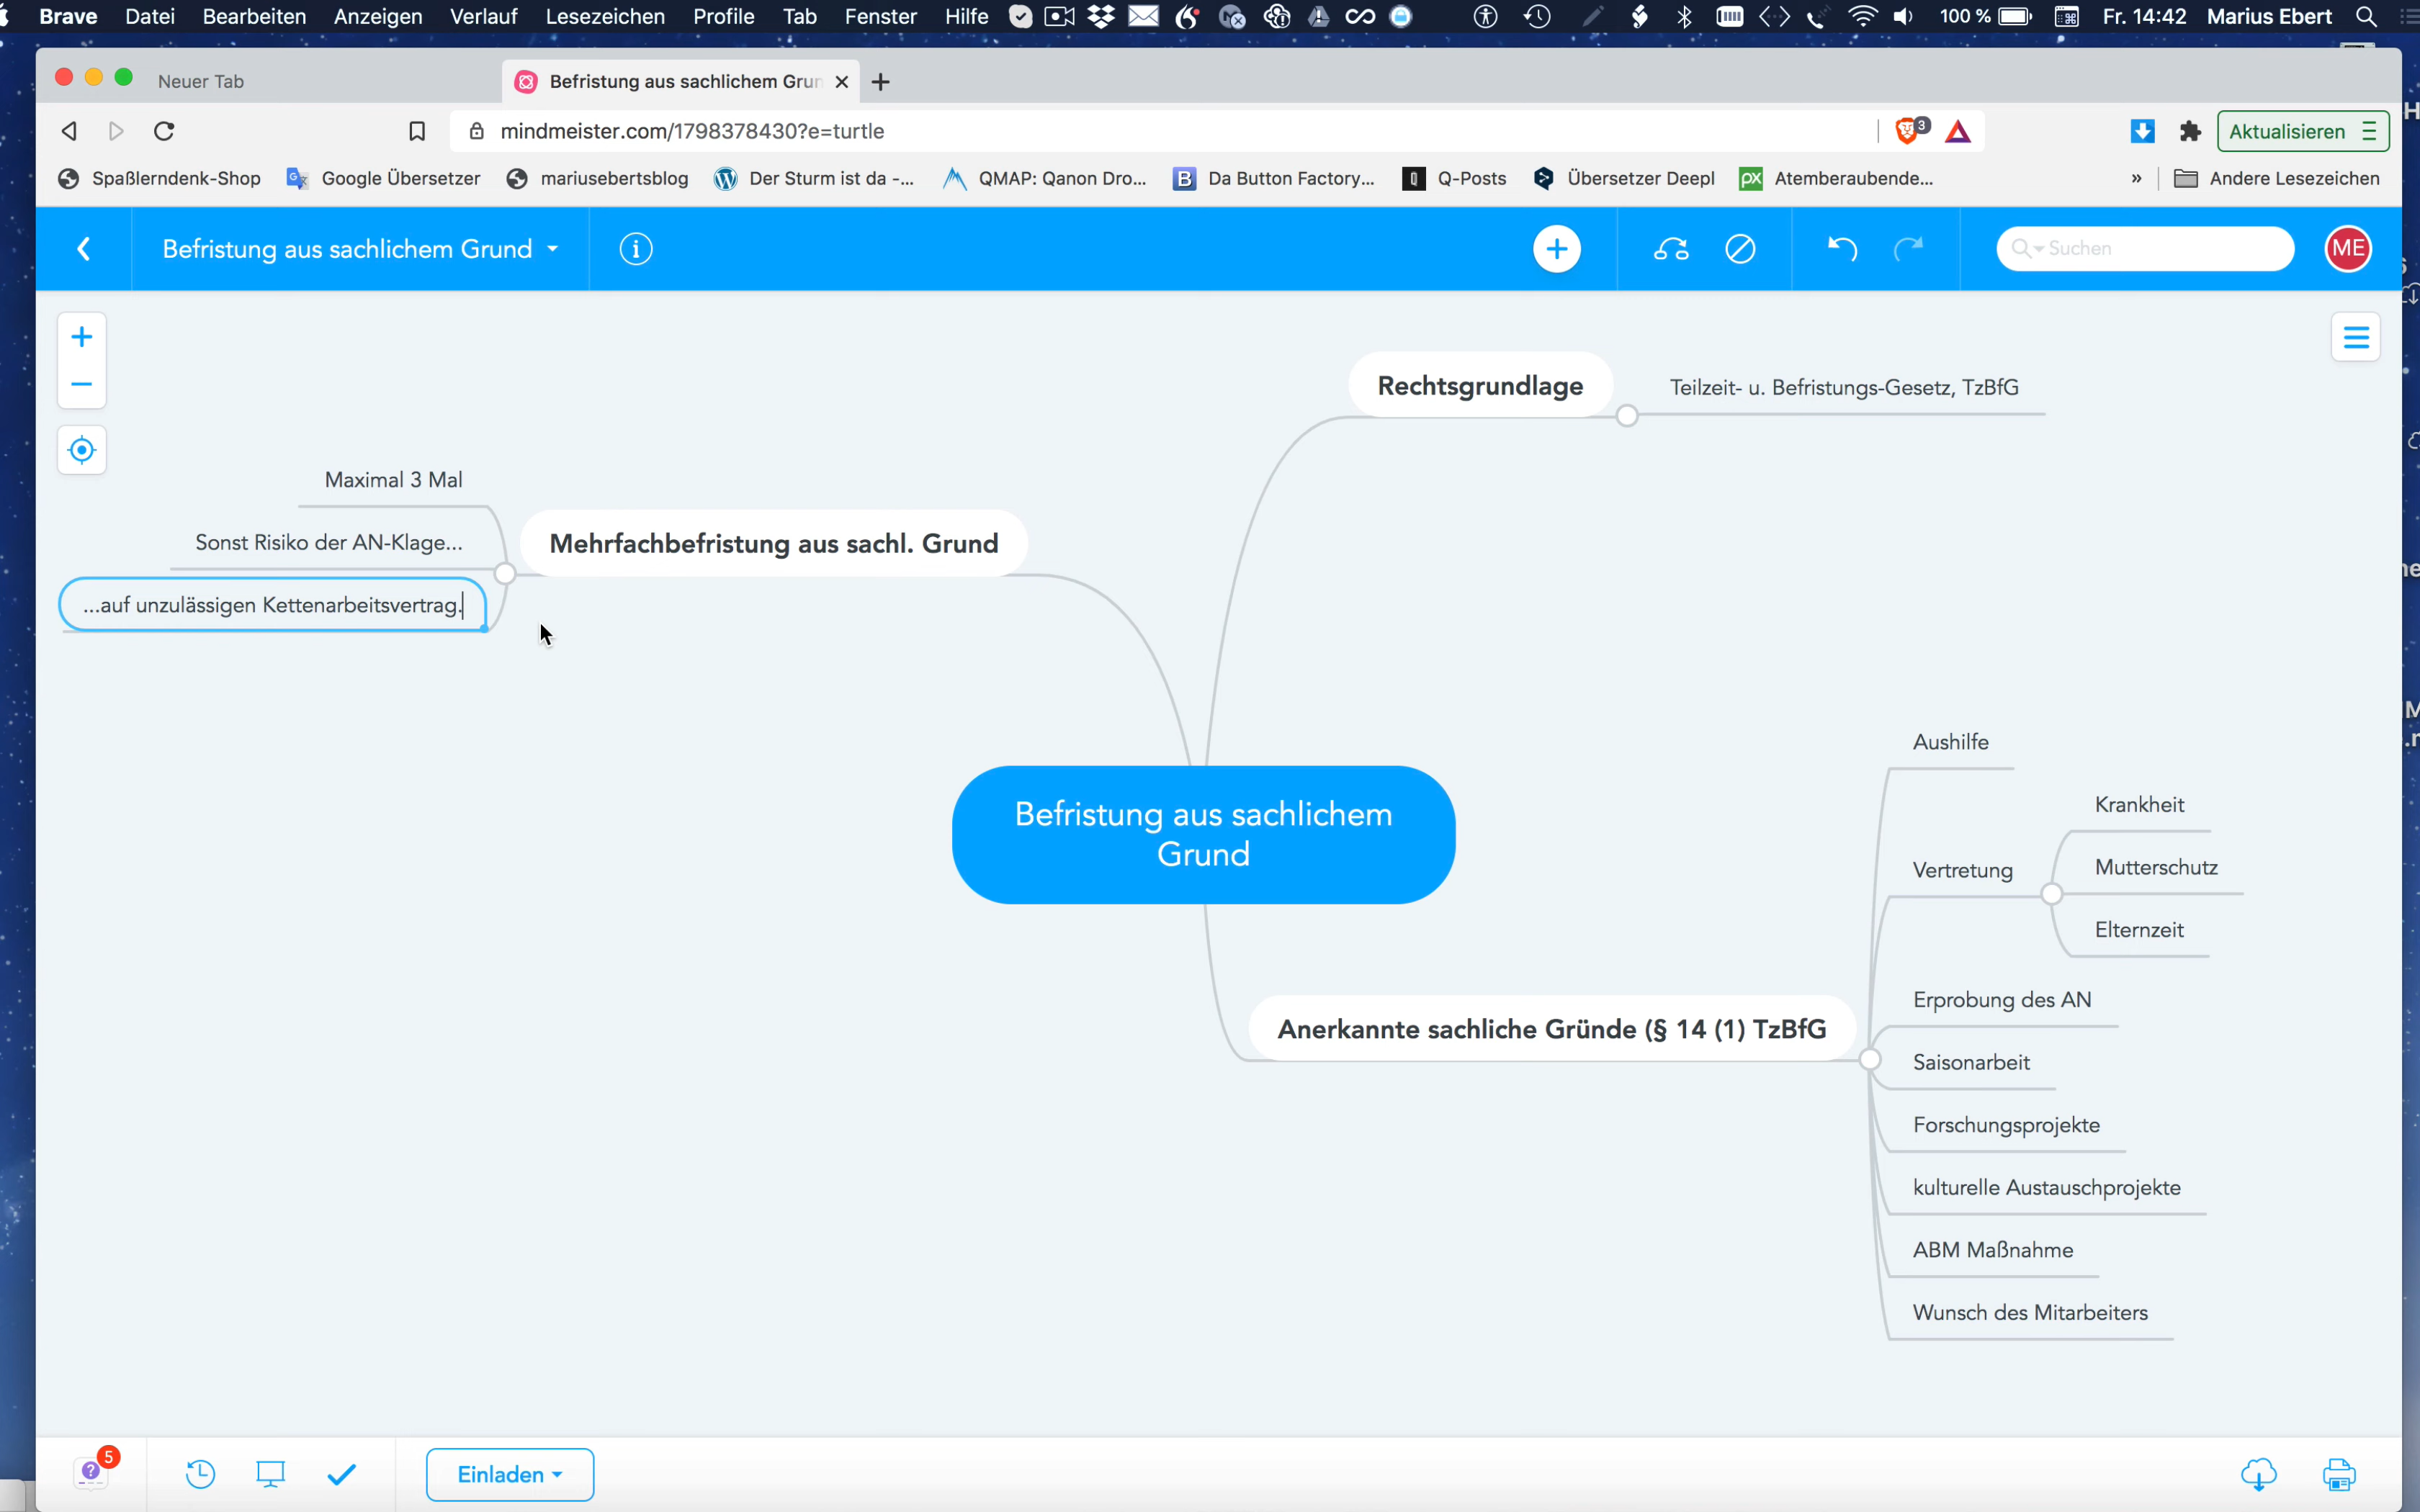 Brave Datei Bearbeiten Anzeigen Verlauf Lesezeichen Profile Tab Fenster Hilfe 100 % Fr. 14:42 Marius Ebert
Neuer Tab
Befristung aus sachlichem Grun
mindmeister.com/1798378430?e=turtle
3
Aktualisieren
Spaßlerndenk-Shop Google Übersetzer mariusebertsblog Der Sturm ist da -... QMAP: Qanon Dro... Da Button Factory... Q-Posts Übersetzer Deepl Atemberaubende... » Andere Lesezeichen
Befristung aus sachlichem Grund
Suchen
ME
Rechtsgrundlage
Teilzeit- u. Befristungs-Gesetz, TzBfG
Maximal 3 Mal
Sonst Risiko der AN-Klage...
...auf unzulässigen Kettenarbeitsvertrag.
Mehrfachbefristung aus sachl. Grund
Befristung aus sachlichem
Grund
Anerkannte sachliche Gründe (§ 14 (1) TzBfG
Aushilfe
Vertretung
Krankheit
Mutterschutz
Elternzeit
Erprobung des AN
Saisonarbeit
Forschungsprojekte
kulturelle Austauschprojekte
ABM Maßnahme
Wunsch des Mitarbeiters
5
Einladen